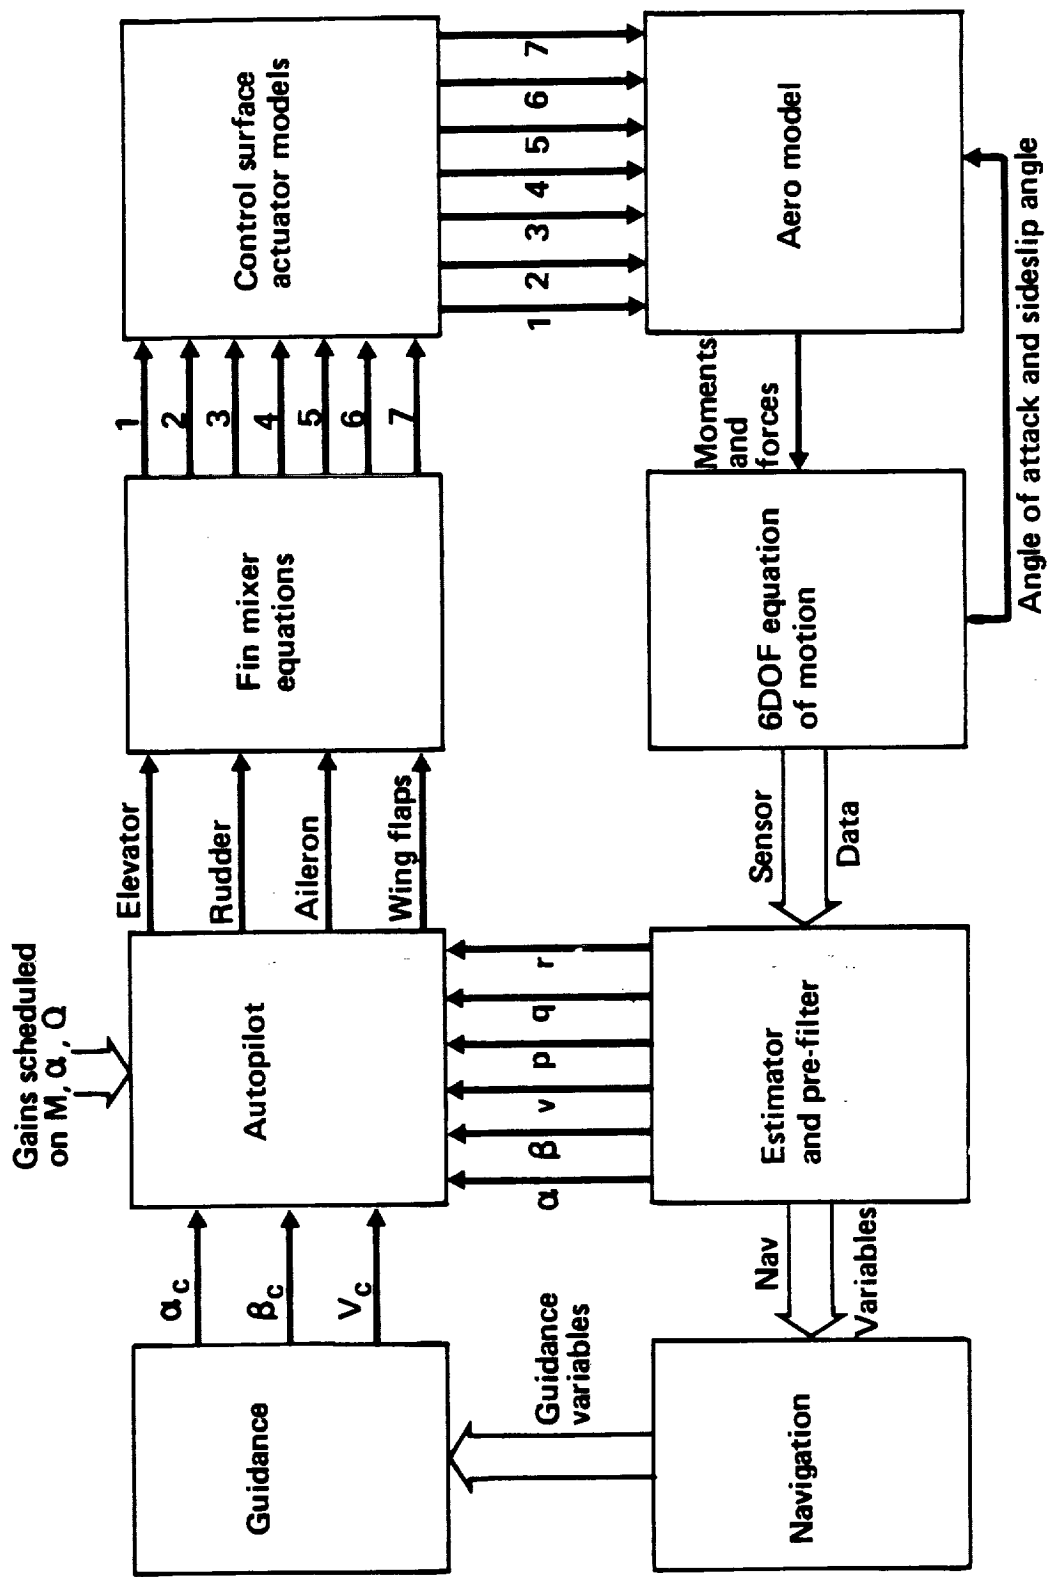 Gains scheduled
on M, α, Q
Guidance
αc
βc
Vc
Autopilot
Elevator
Rudder
Aileron
Wing flaps
Fin mixer
equations
1
2
3
4
5
6
7
Control surface
actuator models
Guidance
variables
α
β
v
p
q
r
1
2
3
4
5
6
7
Navigation
Nav
Variables
Estimator
and pre-filter
Sensor
Data
6DOF equation
of motion
Moments
and
forces
Aero model
Angle of attack and sideslip angle